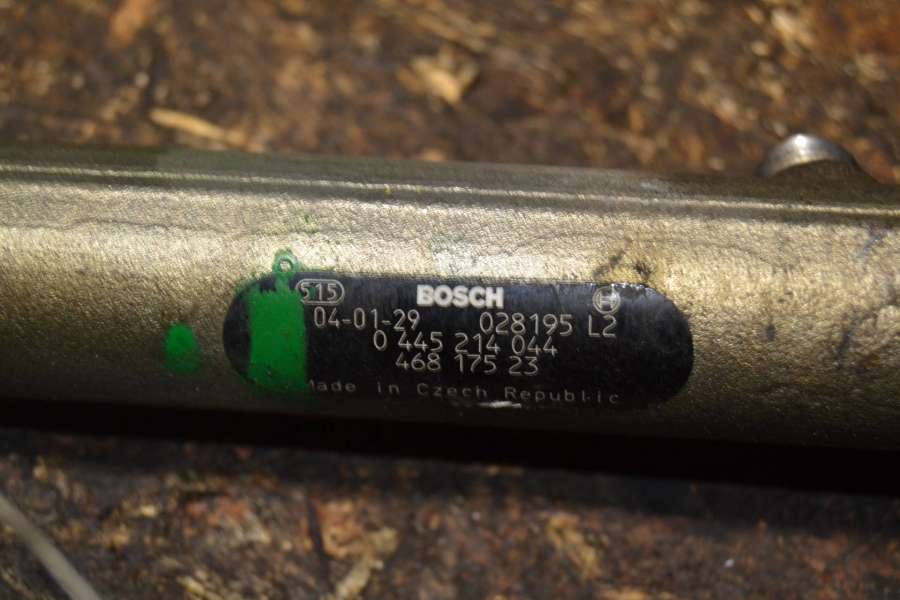 515 BOSCH H
04-01-29 028195 L2
0 445 214 044
468 175 23
Made in Czech Republic